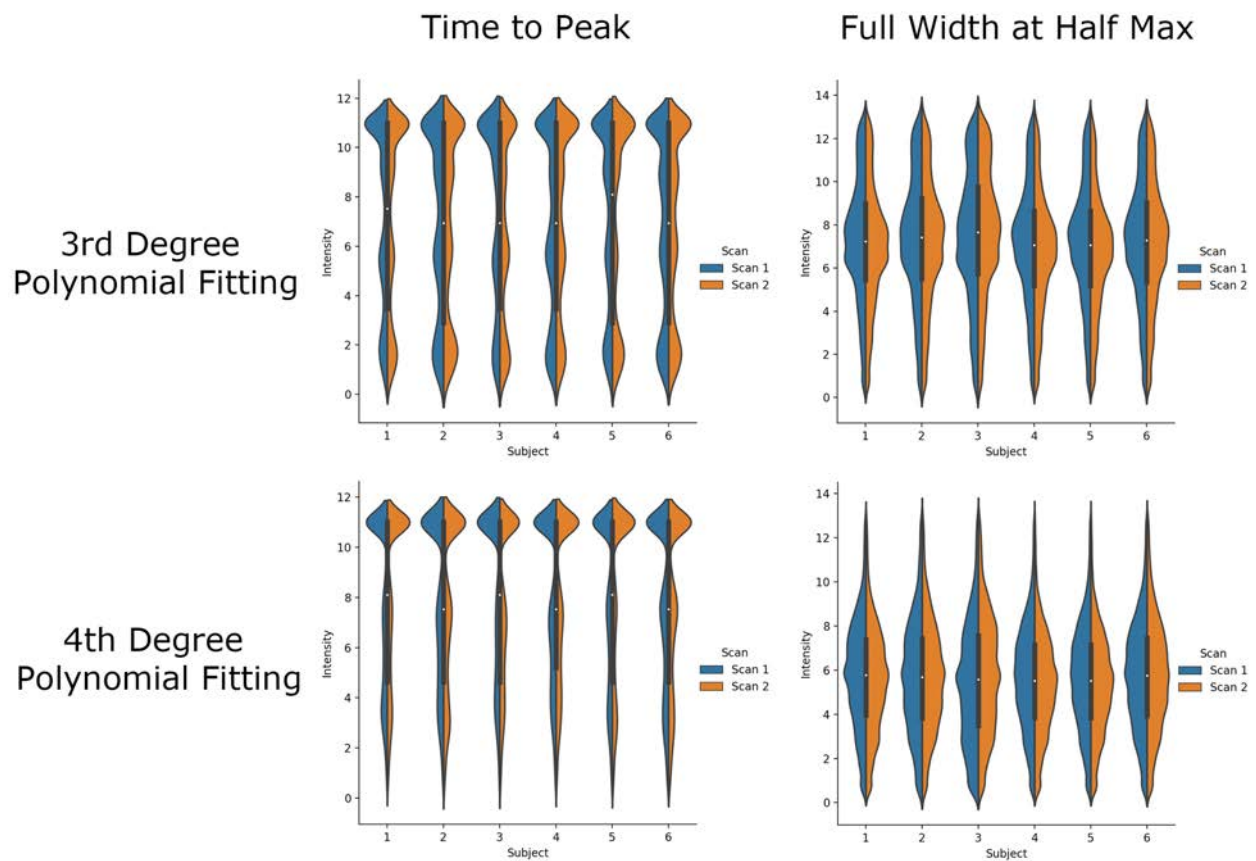 Time to Peak
Full Width at Half Max
3rd Degree
Polynomial Fitting
12
10
8
6
4
2
0
Intensity
1 2 3 4 5 6
Subject
Scan
Scan 1
Scan 2
14
12
10
8
6
4
2
0
Intensity
1 2 3 4 5 6
Subject
Scan
Scan 1
Scan 2
4th Degree
Polynomial Fitting
12
10
8
6
4
2
0
Intensity
1 2 3 4 5 6
Subject
Scan
Scan 1
Scan 2
14
12
10
8
6
4
2
0
Intensity
1 2 3 4 5 6
Subject
Scan
Scan 1
Scan 2